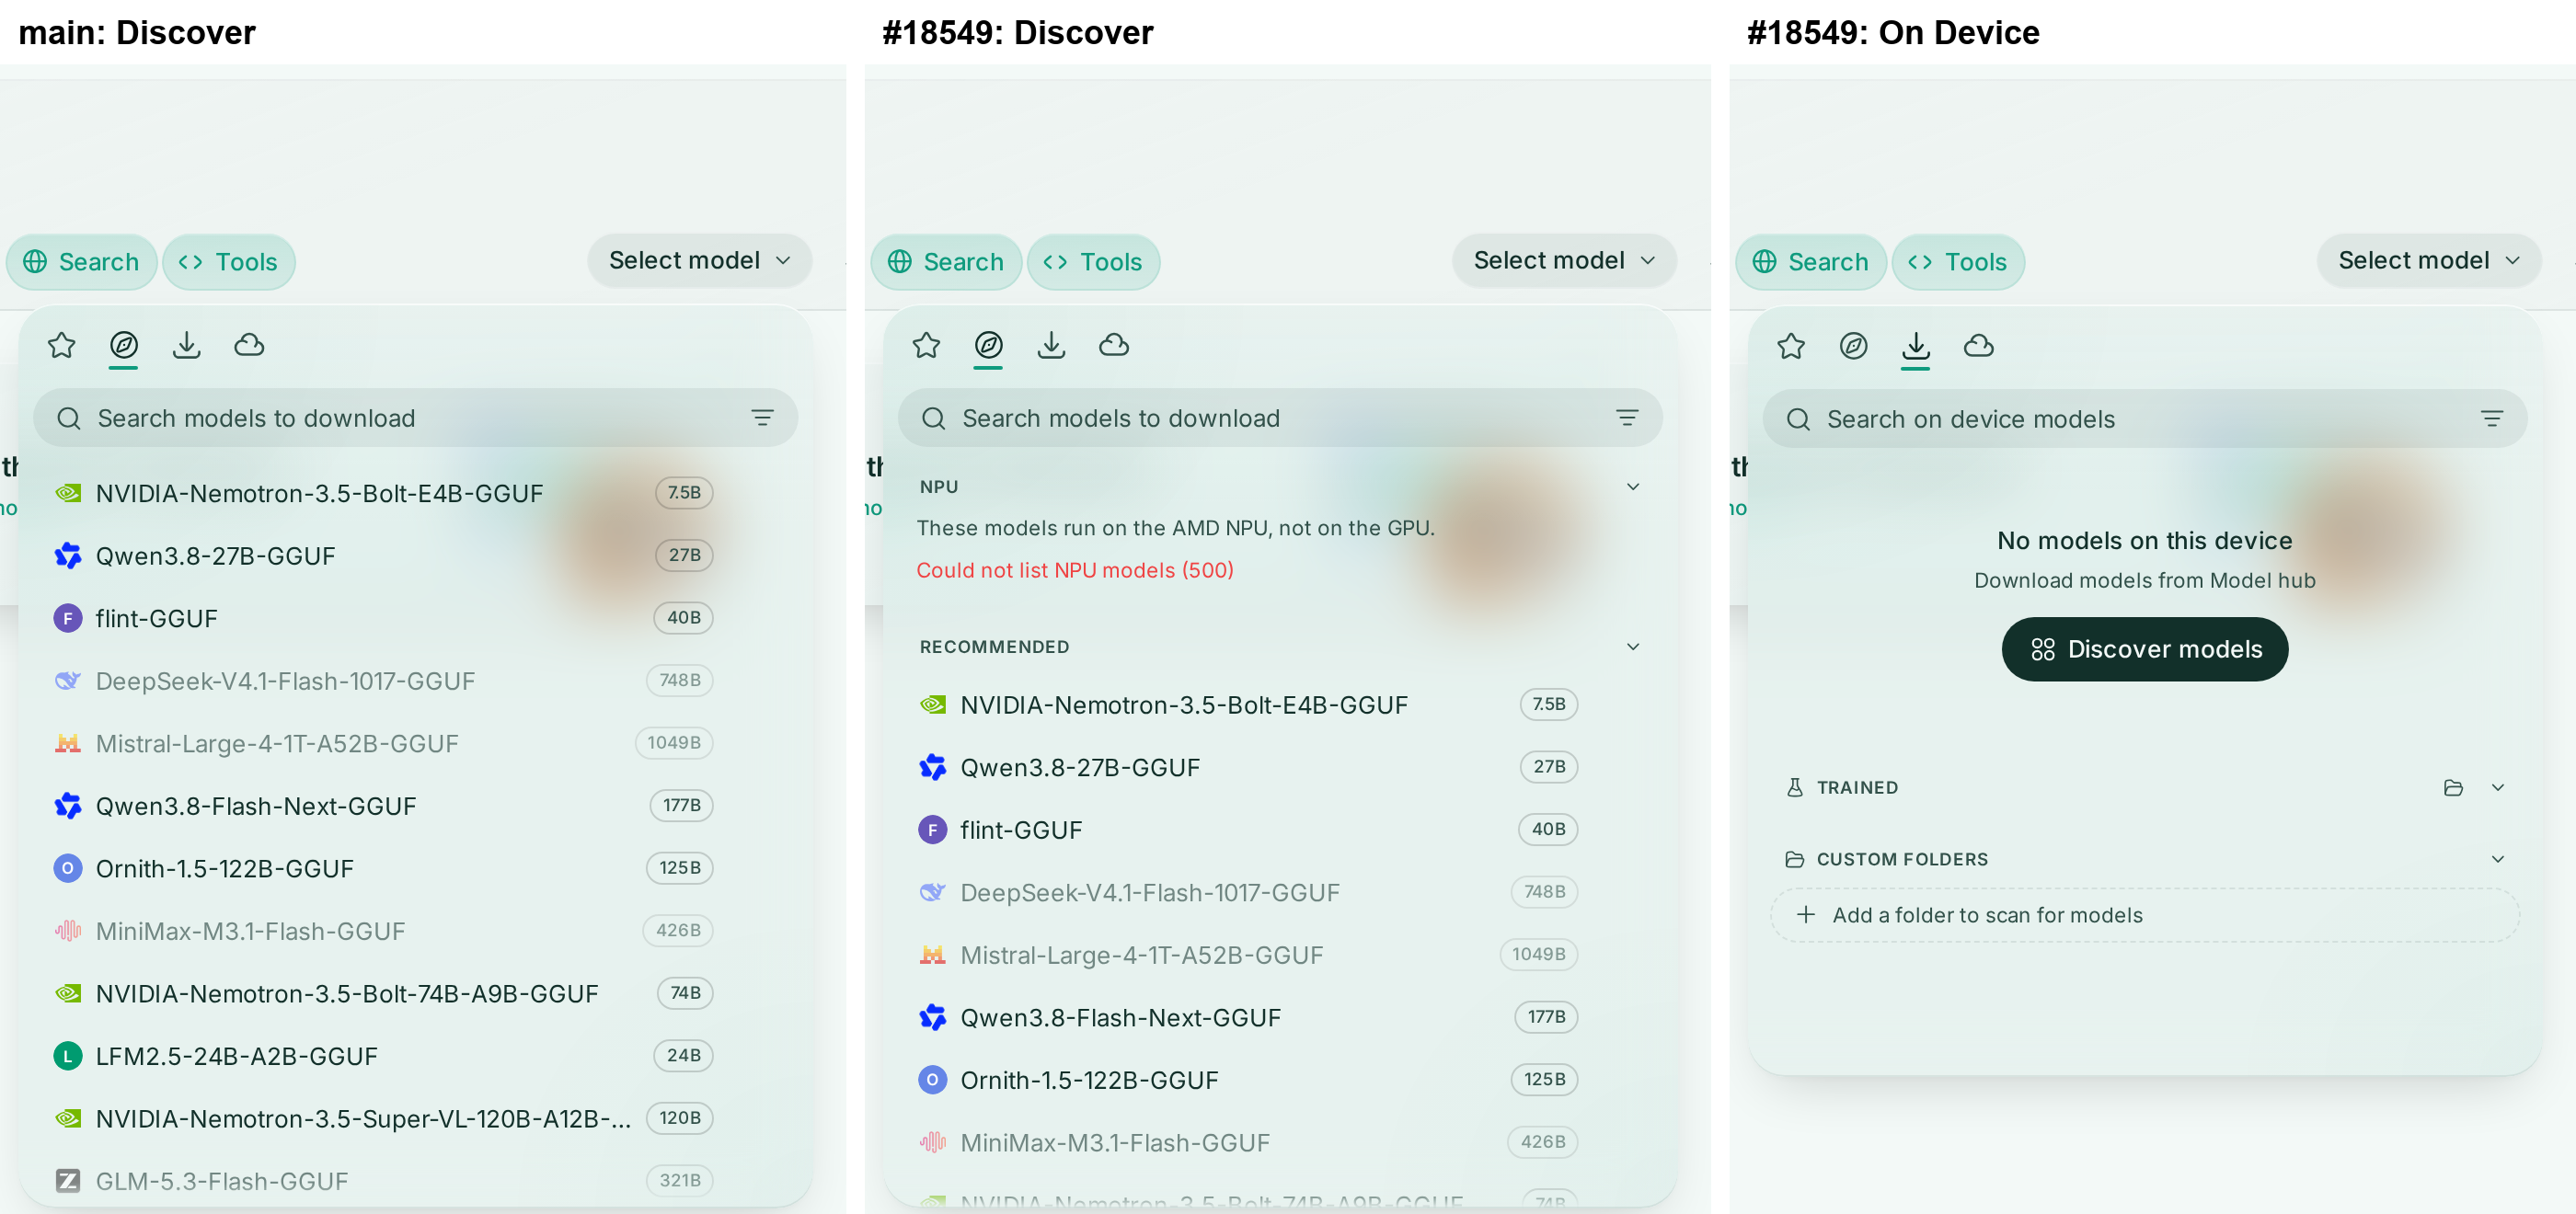 main: Discover
Search
Tools
Select model
Search models to download
NVIDIA-Nemotron-3.5-Bolt-E4B-GGUF 7.5B
Qwen3.8-27B-GGUF 27B
F flint-GGUF 40B
DeepSeek-V4.1-Flash-1017-GGUF 748B
Mistral-Large-4-1T-A52B-GGUF 1049B
Qwen3.8-Flash-Next-GGUF 177B
O Ornith-1.5-122B-GGUF 125B
MiniMax-M3.1-Flash-GGUF 426B
NVIDIA-Nemotron-3.5-Bolt-74B-A9B-GGUF 74B
L LFM2.5-24B-A2B-GGUF 24B
NVIDIA-Nemotron-3.5-Super-VL-120B-A12B-... 120B
Z GLM-5.3-Flash-GGUF 321B
#18549: Discover
Search
Tools
Select model
Search models to download
NPU
These models run on the AMD NPU, not on the GPU.
Could not list NPU models (500)
RECOMMENDED
NVIDIA-Nemotron-3.5-Bolt-E4B-GGUF 7.5B
Qwen3.8-27B-GGUF 27B
F flint-GGUF 40B
DeepSeek-V4.1-Flash-1017-GGUF 748B
Mistral-Large-4-1T-A52B-GGUF 1049B
Qwen3.8-Flash-Next-GGUF 177B
O Ornith-1.5-122B-GGUF 125B
MiniMax-M3.1-Flash-GGUF 426B
NVIDIA-Nemotron-3.5-Bolt-74B-A9B-GGUF 74B
#18549: On Device
Search
Tools
Select model
Search on device models
No models on this device
Download models from Model hub
Discover models
TRAINED
CUSTOM FOLDERS
Add a folder to scan for models